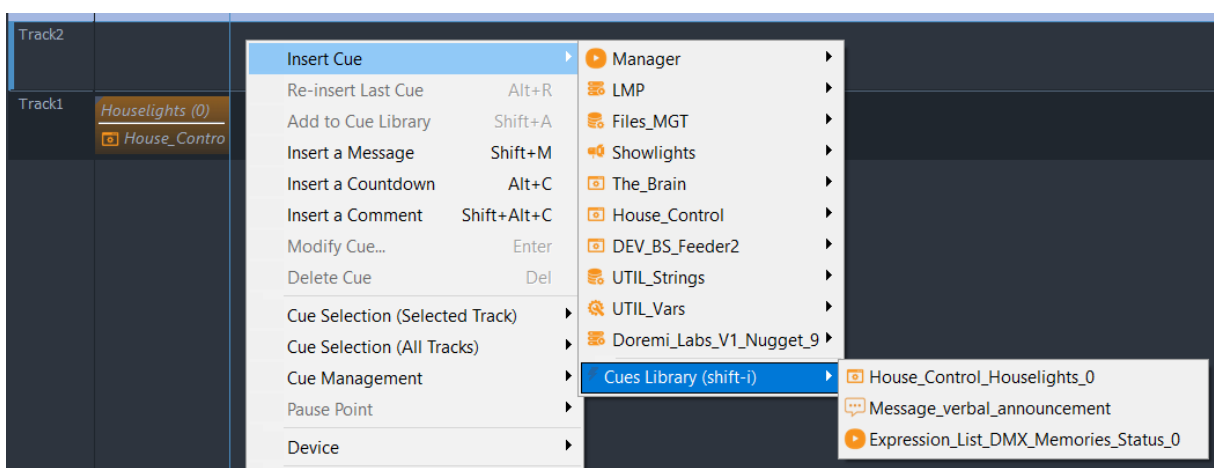 Track2
Track1
Houselights (0)
House_Contro
Insert Cue
Re-insert Last Cue Alt+R
Add to Cue Library Shift+A
Insert a Message Shift+M
Insert a Countdown Alt+C
Insert a Comment Shift+Alt+C
Modify Cue... Enter
Delete Cue Del
Cue Selection (Selected Track)
Cue Selection (All Tracks)
Cue Management
Pause Point
Device
Manager
LMP
Files_MGT
Showlights
The_Brain
House_Control
DEV_BS_Feeder2
UTIL_Strings
UTIL_Vars
Doremi_Labs_V1_Nugget_9
Cues Library (shift-i)
House_Control_Houselights_0
Message_verbal_announcement
Expression_List_DMX_Memories_Status_0